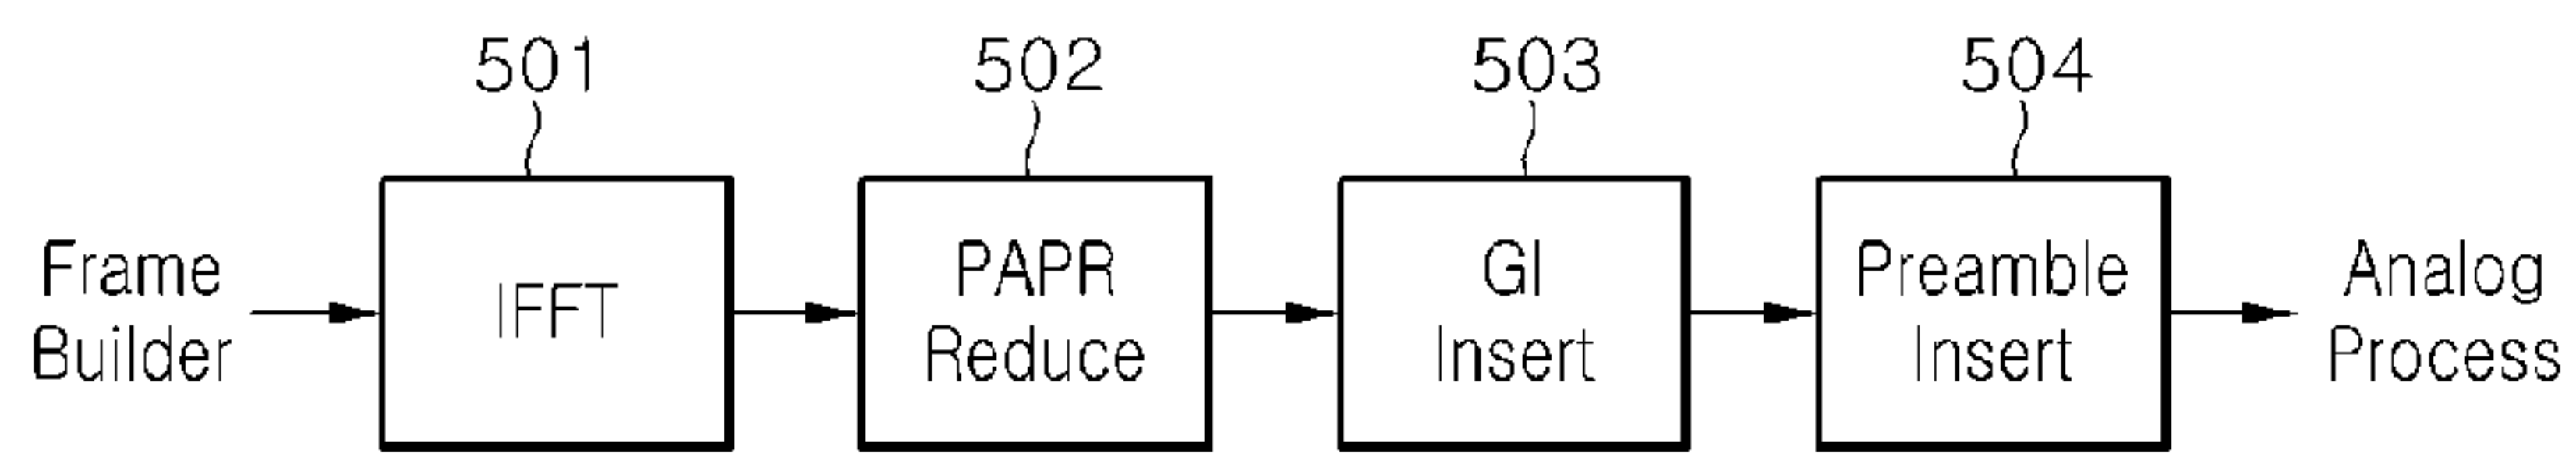 501
502
503
504
Frame
Builder
IFFT
PAPR
Reduce
GI
Insert
Preamble
Insert
Analog
Process